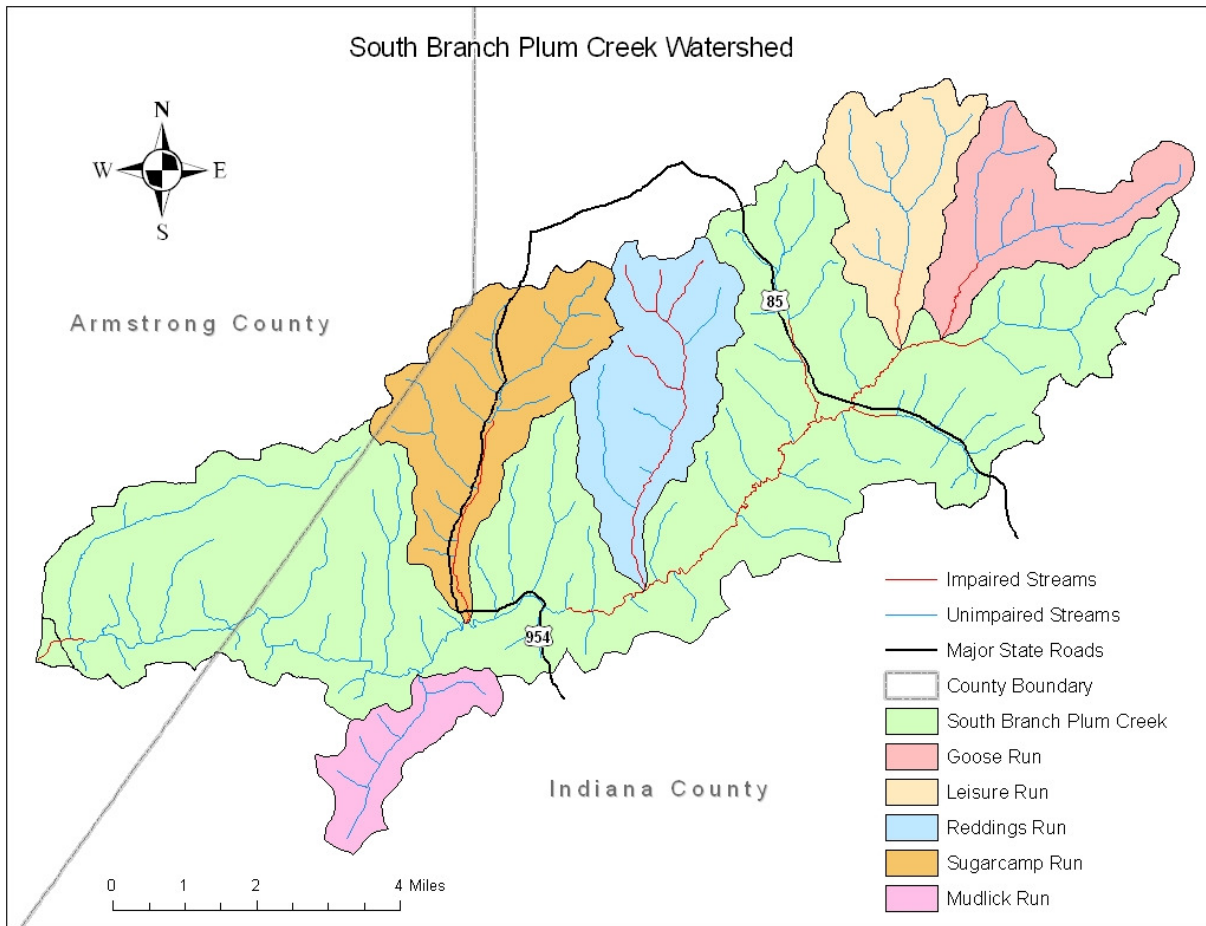 South Branch Plum Creek Watershed
N
W E
S
Armstrong County
85
954
Indiana County
Impaired Streams
Unimpaired Streams
Major State Roads
County Boundary
South Branch Plum Creek
Goose Run
Leisure Run
Reddings Run
Sugarcamp Run
Mudlick Run
0 1 2 4 Miles